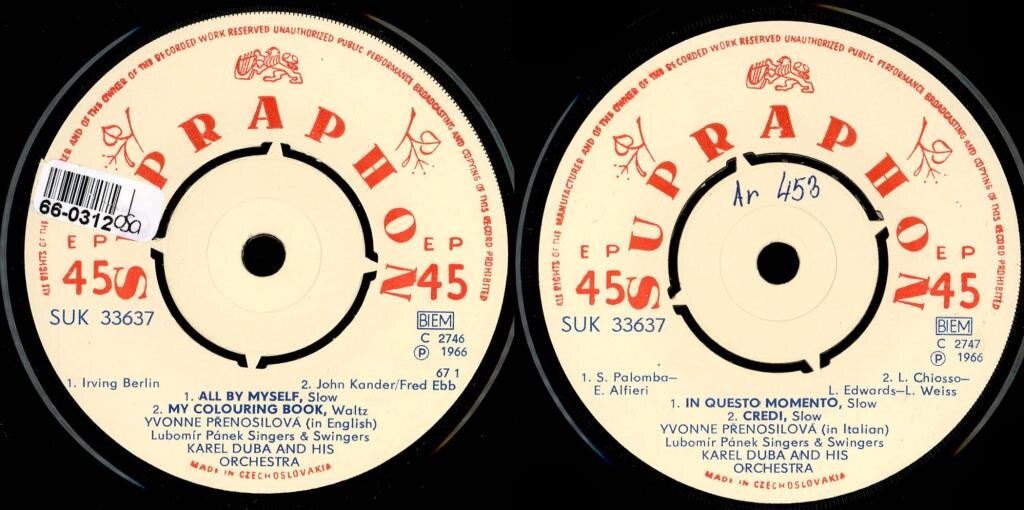 ALL RIGHTS OF THE MANUFACTURER AND OF THE OWNER OF THE RECORDED WORK RESERVED UNAUTHORIZED PUBLIC PERFORMANCE BROADCASTING AND COPYING OF THIS RECORD PROHIBITED
SUPRAPHON
66-0312
EP
45
EP
45
SUK 33637
BIEM
C 2746
Ⓟ 1966
67 1
1. Irving Berlin
2. John Kander/Fred Ebb
1. ALL BY MYSELF, Slow
2. MY COLOURING BOOK, Waltz
YVONNE PŘENOSILOVÁ (in English)
Lubomír Pánek Singers & Swingers
KAREL DUBA AND HIS
ORCHESTRA
MADE IN CZECHOSLOVAKIA
ALL RIGHTS OF THE MANUFACTURER AND OF THE OWNER OF THE RECORDED WORK RESERVED UNAUTHORIZED PUBLIC PERFORMANCE BROADCASTING AND COPYING OF THIS RECORD PROHIBITED
SUPRAPHON
Ar 453
EP
45
EP
45
SUK 33637
BIEM
C 2747
Ⓟ 1966
1. S. Palomba–
E. Alfieri
2. L. Chiosso–
L. Edwards–L. Weiss
1. IN QUESTO MOMENTO, Slow
2. CREDI, Slow
YVONNE PŘENOSILOVÁ (in Italian)
Lubomír Pánek Singers & Swingers
KAREL DUBA AND HIS
ORCHESTRA
MADE IN CZECHOSLOVAKIA